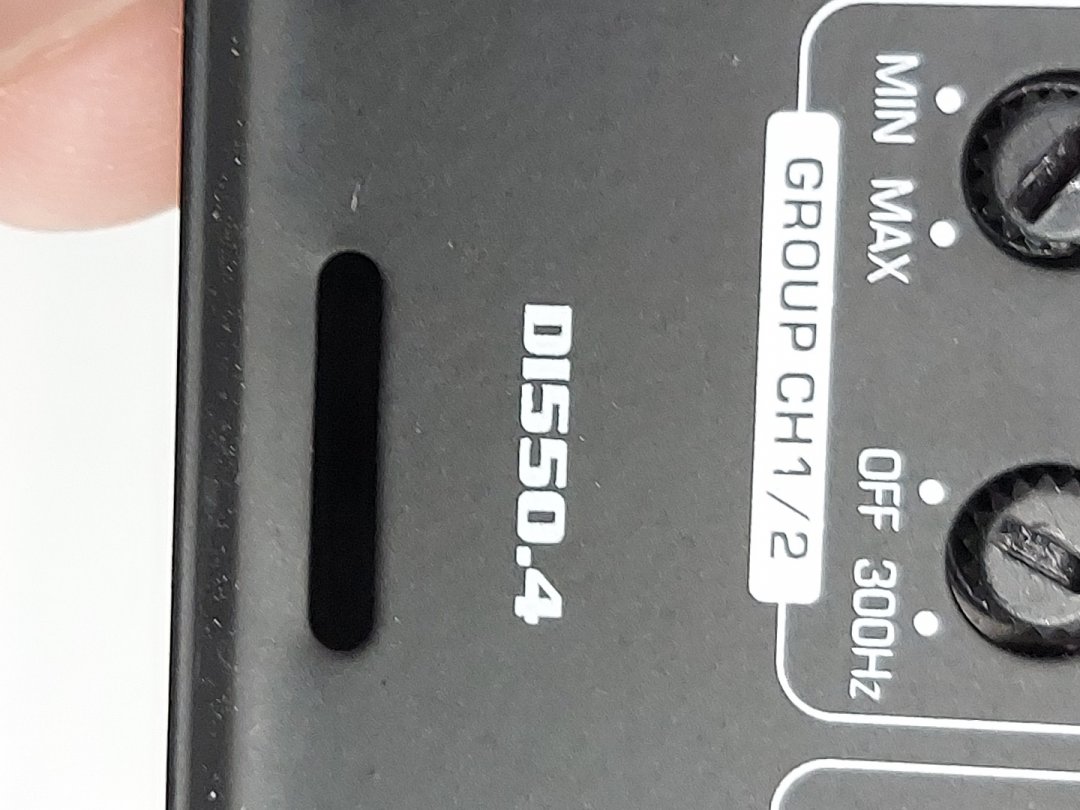 MIN MAX
OFF 300Hz
GROUP CH1/2
DI550.4